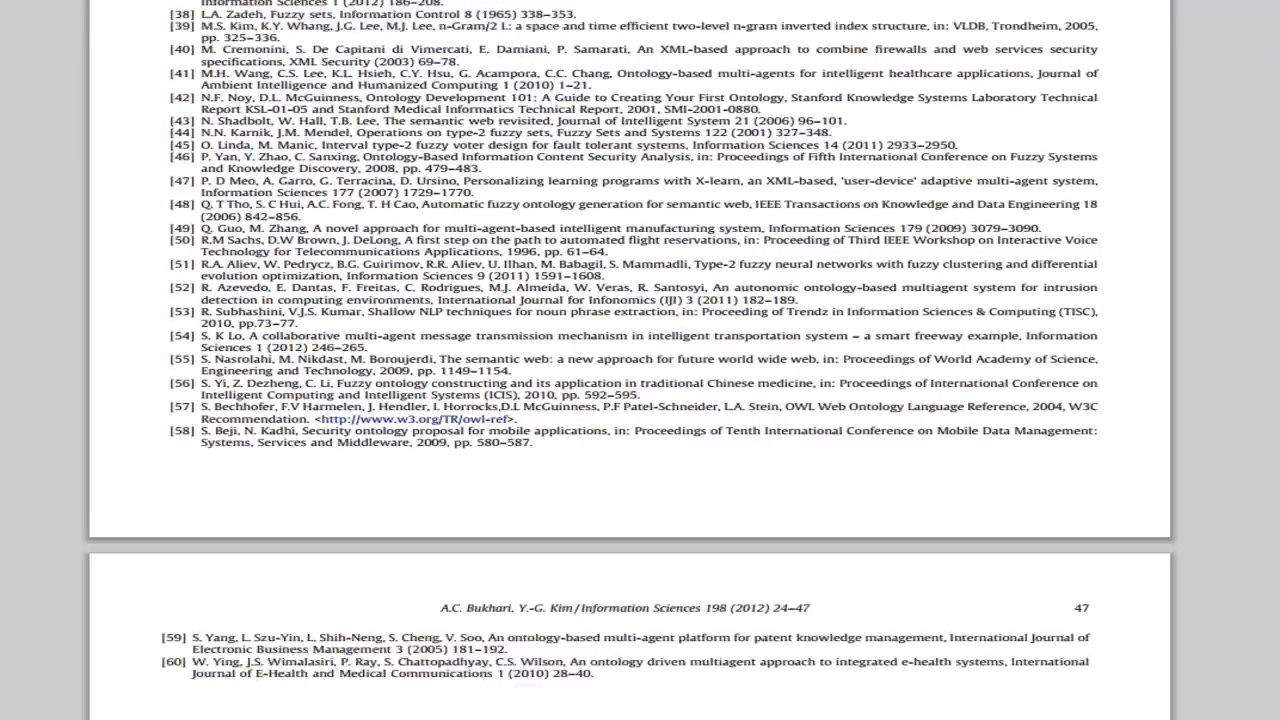 Information Sciences 1 (2012) 186–208.
[38] L.A. Zadeh, Fuzzy sets, Information Control 8 (1965) 338–353.
[39] M.S. Kim, K.Y. Whang, J.G. Lee, M.J. Lee, n-Gram/2 L: a space and time efficient two-level n-gram inverted index structure, in: VLDB, Trondheim, 2005,
pp. 325–336.
[40] M. Cremonini, S. De Capitani di Vimercati, E. Damiani, P. Samarati, An XML-based approach to combine firewalls and web services security
specifications, XML Security (2003) 69–78.
[41] M.H. Wang, C.S. Lee, K.L. Hsieh, C.Y. Hsu, G. Acampora, C.C. Chang, Ontology-based multi-agents for intelligent healthcare applications, Journal of
Ambient Intelligence and Humanized Computing 1 (2010) 1–21.
[42] N.F. Noy, D.L. McGuinness, Ontology Development 101: A Guide to Creating Your First Ontology, Stanford Knowledge Systems Laboratory Technical
Report KSL-01-05 and Stanford Medical Informatics Technical Report, 2001, SMI-2001-0880.
[43] N. Shadbolt, W. Hall, T.B. Lee, The semantic web revisited, Journal of Intelligent System 21 (2006) 96–101.
[44] N.N. Karnik, J.M. Mendel, Operations on type-2 fuzzy sets, Fuzzy Sets and Systems 122 (2001) 327–348.
[45] O. Linda, M. Manic, Interval type-2 fuzzy voter design for fault tolerant systems, Information Sciences 14 (2011) 2933–2950.
[46] P. Yan, Y. Zhao, C. Sanxing, Ontology-Based Information Content Security Analysis, in: Proceedings of Fifth International Conference on Fuzzy Systems
and Knowledge Discovery, 2008, pp. 479–483.
[47] P. D Meo, A. Garro, G. Terracina, D. Ursino, Personalizing learning programs with X-learn, an XML-based, 'user-device' adaptive multi-agent system,
Information Sciences 177 (2007) 1729–1770.
[48] Q. T Tho, S. C Hui, A.C. Fong, T. H Cao, Automatic fuzzy ontology generation for semantic web, IEEE Transactions on Knowledge and Data Engineering 18
(2006) 842–856.
[49] Q. Guo, M. Zhang, A novel approach for multi-agent-based intelligent manufacturing system, Information Sciences 179 (2009) 3079–3090.
[50] R.M Sachs, D.W Brown, J. DeLong, A first step on the path to automated flight reservations, in: Proceeding of Third IEEE Workshop on Interactive Voice
Technology for Telecommunications Applications, 1996, pp. 61–64.
[51] R.A. Aliev, W. Pedrycz, B.G. Guirimov, R.R. Aliev, U. Ilhan, M. Babagil, S. Mammadli, Type-2 fuzzy neural networks with fuzzy clustering and differential
evolution optimization, Information Sciences 9 (2011) 1591–1608.
[52] R. Azevedo, E. Dantas, F. Freitas, C. Rodrigues, M.J. Almeida, W. Veras, R. Santosyi, An autonomic ontology-based multiagent system for intrusion
detection in computing environments, International Journal for Infonomics (IJI) 3 (2011) 182–189.
[53] R. Subhashini, V.J.S. Kumar, Shallow NLP techniques for noun phrase extraction, in: Proceeding of Trendz in Information Sciences & Computing (TISC),
2010, pp.73–77.
[54] S. K Lo, A collaborative multi-agent message transmission mechanism in intelligent transportation system – a smart freeway example, Information
Sciences 1 (2012) 246–265.
[55] S. Nasrolahi, M. Nikdast, M. Boroujerdi, The semantic web: a new approach for future world wide web, in: Proceedings of World Academy of Science,
Engineering and Technology, 2009, pp. 1149–1154.
[56] S. Yi, Z. Dezheng, C. Li, Fuzzy ontology constructing and its application in traditional Chinese medicine, in: Proceedings of International Conference on
Intelligent Computing and Intelligent Systems (ICIS), 2010, pp. 592–595.
[57] S. Bechhofer, F.V Harmelen, J. Hendler, I. Horrocks,D.L McGuinness, P.F Patel-Schneider, L.A. Stein, OWL Web Ontology Language Reference, 2004, W3C
Recommendation. <http://www.w3.org/TR/owl-ref>.
[58] S. Beji, N. Kadhi, Security ontology proposal for mobile applications, in: Proceedings of Tenth International Conference on Mobile Data Management:
Systems, Services and Middleware, 2009, pp. 580–587.
A.C. Bukhari, Y.-G. Kim / Information Sciences 198 (2012) 24–47 47
[59] S. Yang, L. Szu-Yin, L. Shih-Neng, S. Cheng, V. Soo, An ontology-based multi-agent platform for patent knowledge management, International Journal of
Electronic Business Management 3 (2005) 181–192.
[60] W. Ying, J.S. Wimalasiri, P. Ray, S. Chattopadhyay, C.S. Wilson, An ontology driven multiagent approach to integrated e-health systems, International
Journal of E-Health and Medical Communications 1 (2010) 28–40.